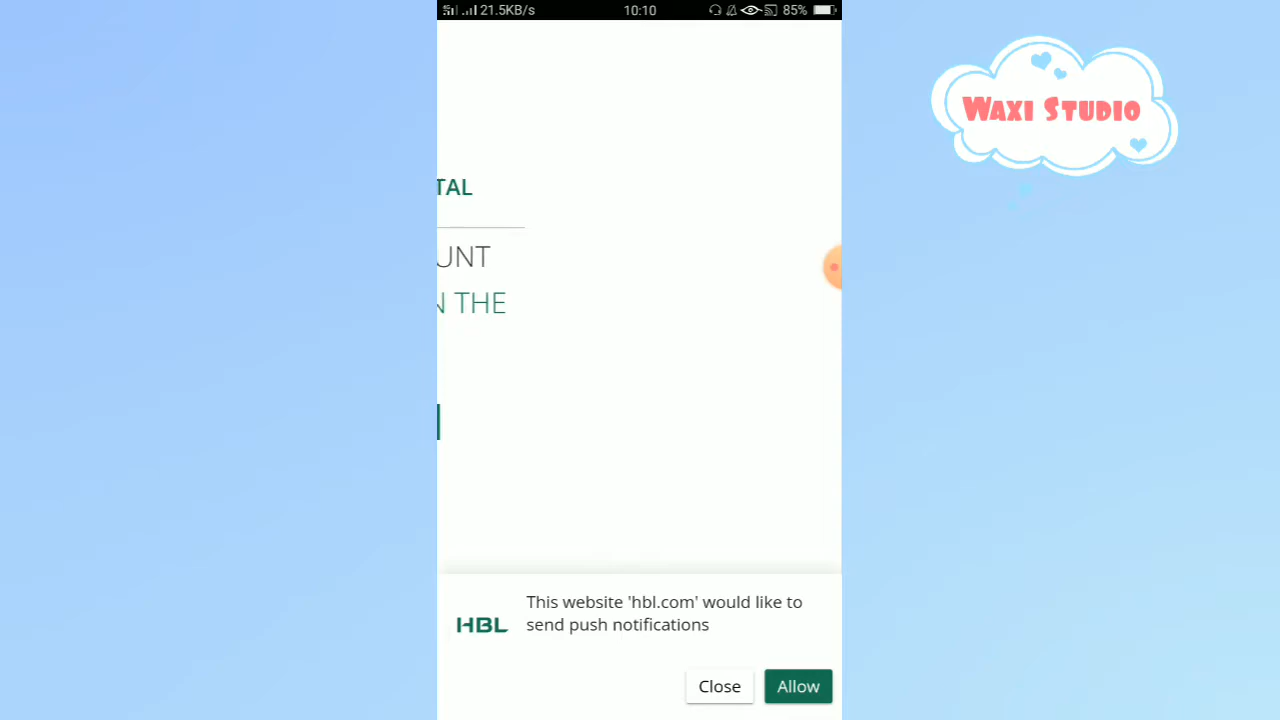 21.5KB/s 10:10 85%
WAXI STUDIO
TAL
UNT
N THE
This website 'hbl.com' would like to
send push notifications
HBL
Close Allow